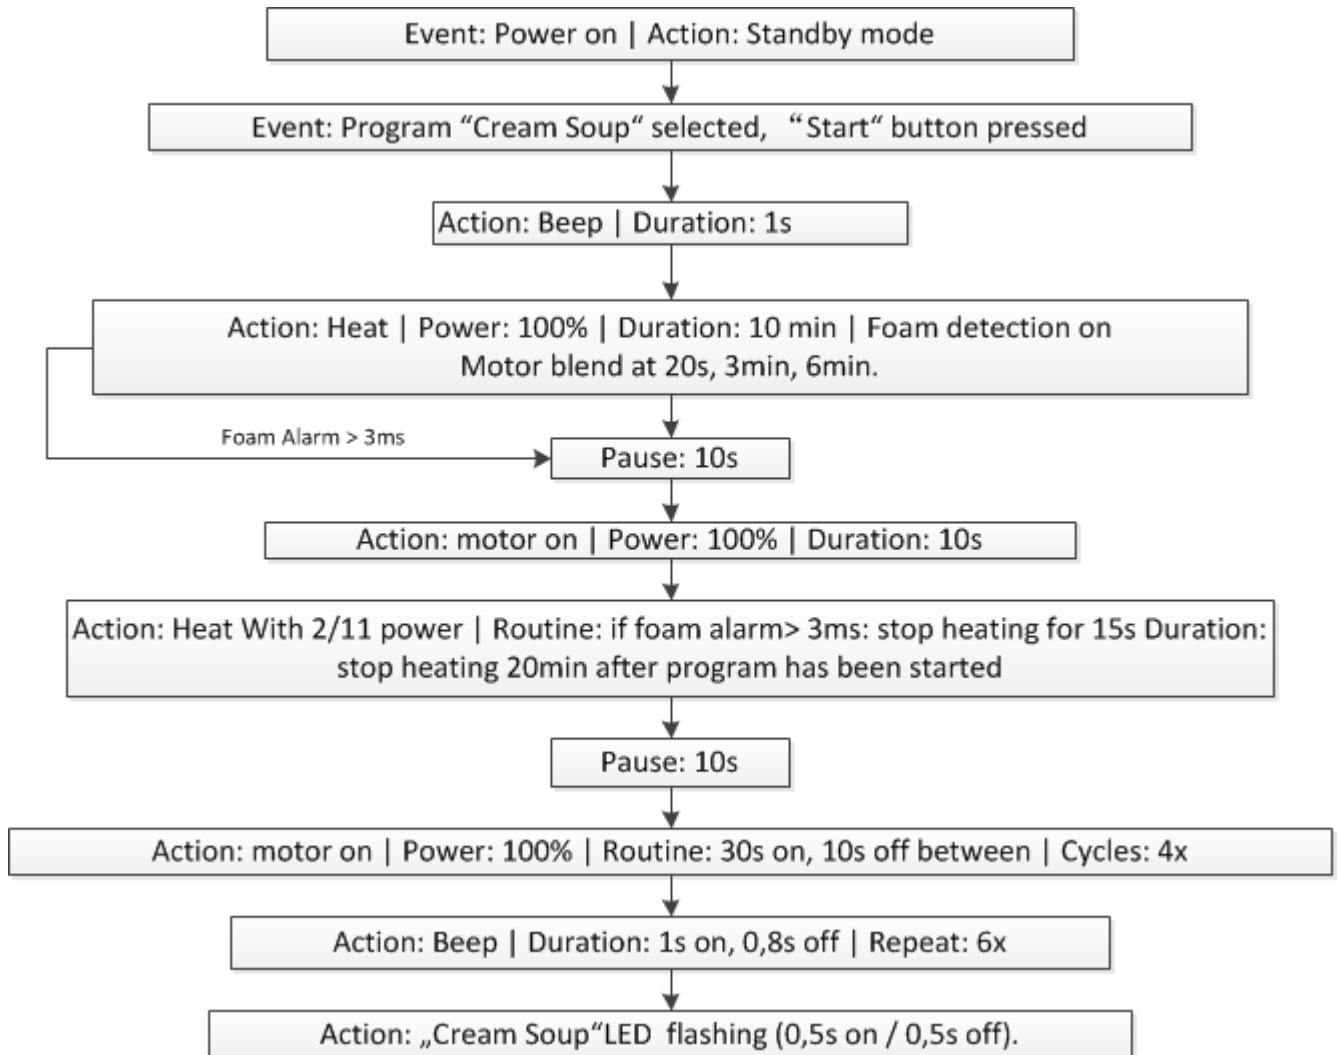 Event: Power on | Action: Standby mode
Event: Program “Cream Soup“ selected, “Start“ button pressed
Action: Beep | Duration: 1s
Action: Heat | Power: 100% | Duration: 10 min | Foam detection on
Motor blend at 20s, 3min, 6min.
Foam Alarm > 3ms
Pause: 10s
Action: motor on | Power: 100% | Duration: 10s
Action: Heat With 2/11 power | Routine: if foam alarm> 3ms: stop heating for 15s Duration:
stop heating 20min after program has been started
Pause: 10s
Action: motor on | Power: 100% | Routine: 30s on, 10s off between | Cycles: 4x
Action: Beep | Duration: 1s on, 0,8s off | Repeat: 6x
Action: „Cream Soup“LED flashing (0,5s on / 0,5s off).